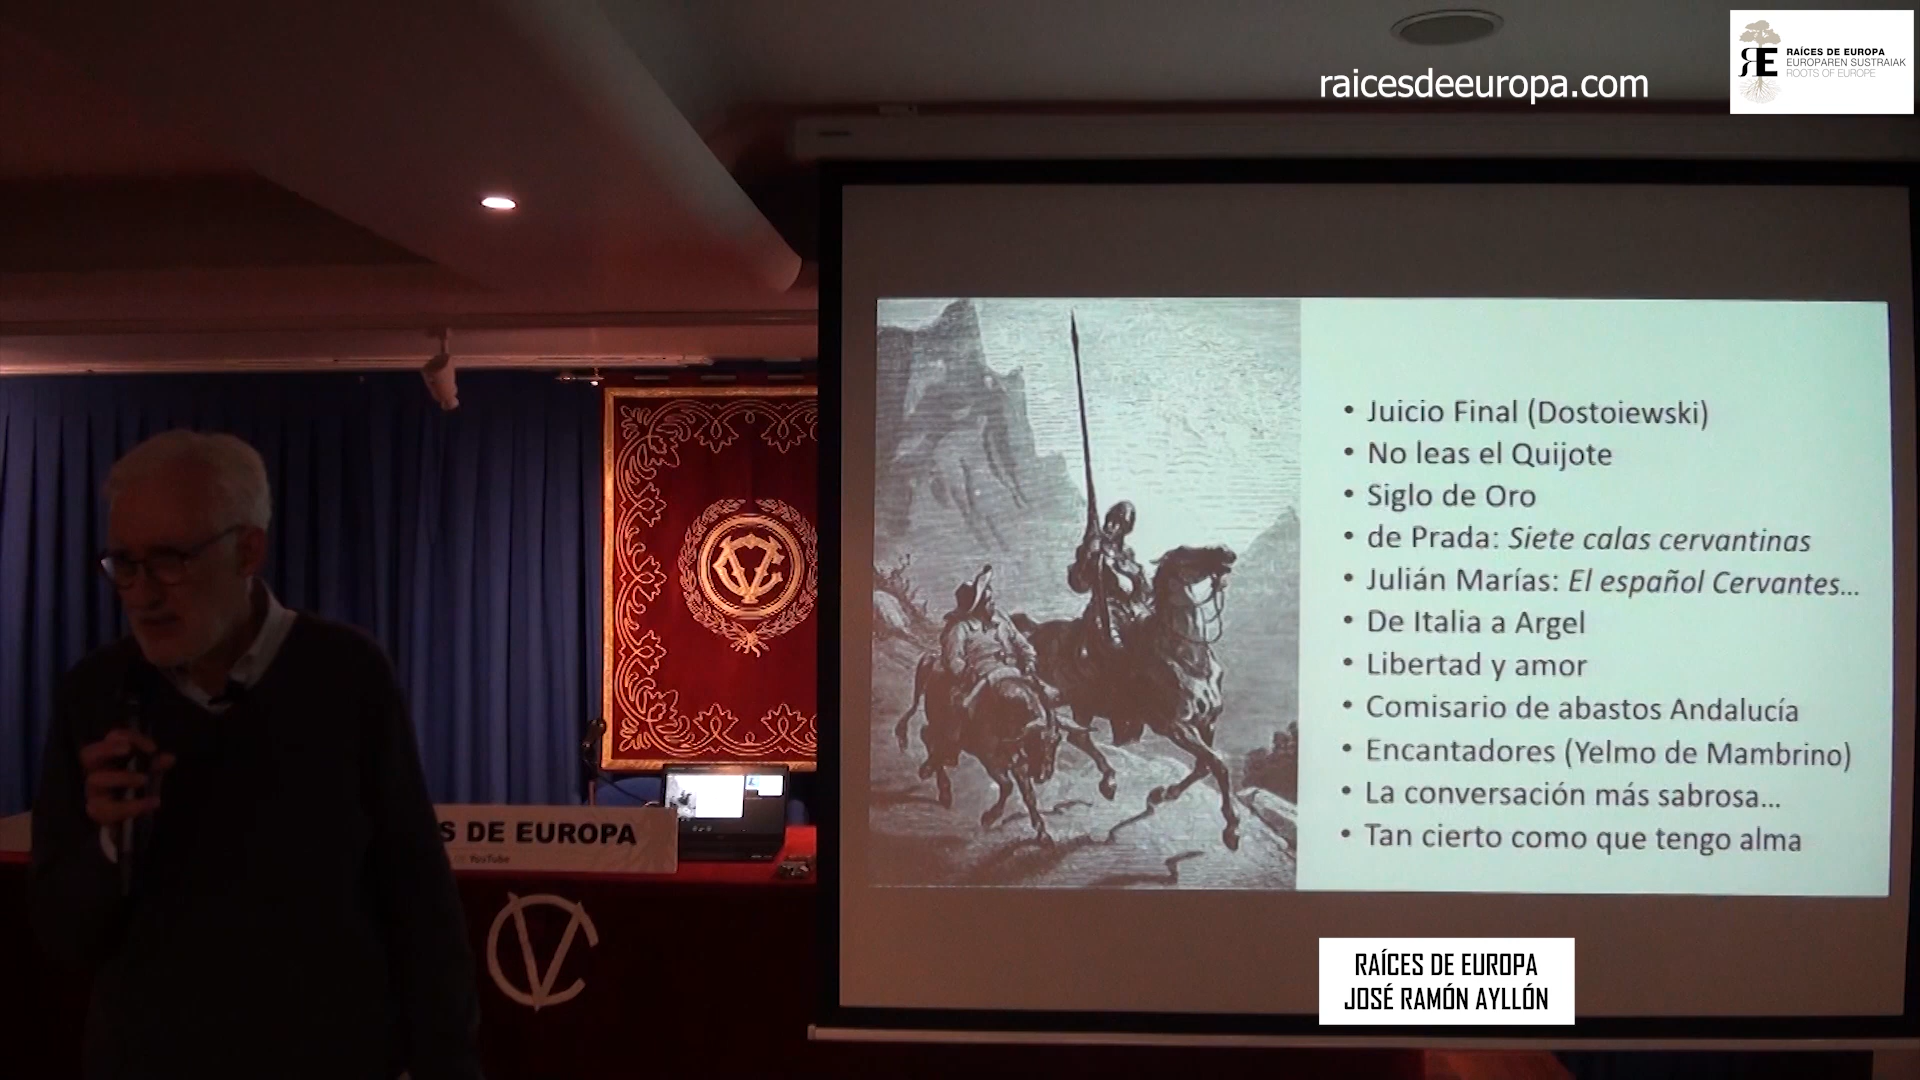 raicesdeeuropa.com
RE
RAÍCES DE EUROPA
EUROPAREN SUSTRAIAK
ROOTS OF EUROPE
• Juicio Final (Dostoiewski)
• No leas el Quijote
• Siglo de Oro
• de Prada: Siete calas cervantinas
• Julián Marías: El español Cervantes...
• De Italia a Argel
• Libertad y amor
• Comisario de abastos Andalucía
• Encantadores (Yelmo de Mambrino)
• La conversación más sabrosa...
• Tan cierto como que tengo alma
S DE EUROPA
YouTube
CV
RAÍCES DE EUROPA
JOSÉ RAMÓN AYLLÓN